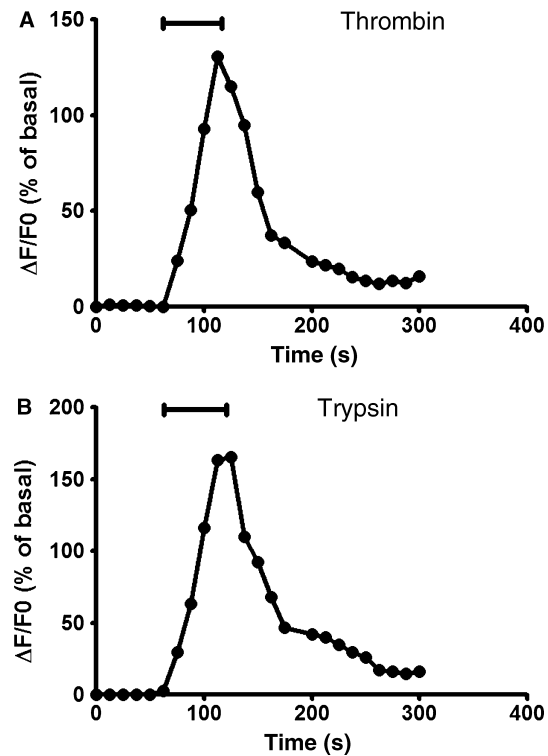 A
Thrombin
150
100
50
0
ΔF/F0 (% of basal)
0 100 200 300 400
Time (s)
B
Trypsin
200
150
100
50
0
ΔF/F0 (% of basal)
0 100 200 300 400
Time (s)